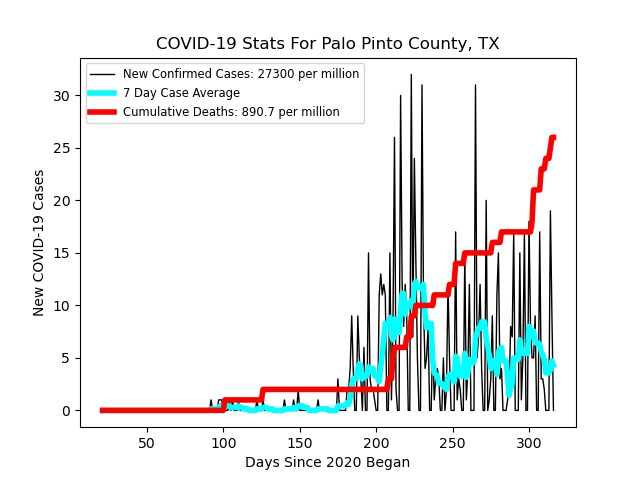 COVID-19 Stats For Palo Pinto County, TX
New Confirmed Cases: 27300 per million
7 Day Case Average
Cumulative Deaths: 890.7 per million
New COVID-19 Cases
30
25
20
15
10
5
0
50 100 150 200 250 300
Days Since 2020 Began